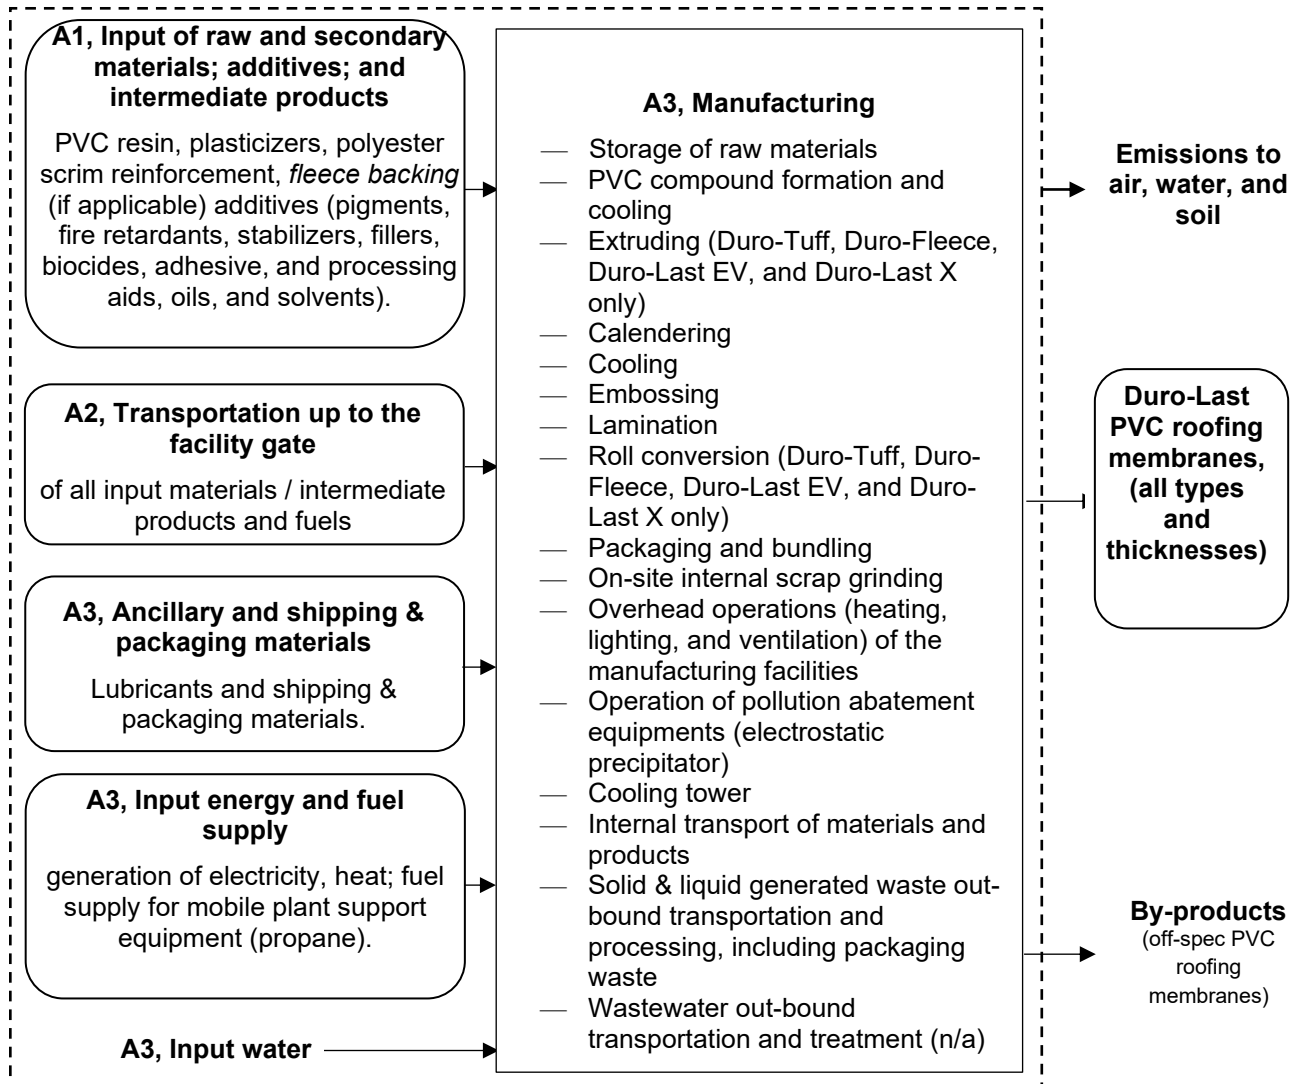 A1, Input of raw and secondary
materials; additives; and
intermediate products
PVC resin, plasticizers, polyester
scrim reinforcement, fleece backing
(if applicable) additives (pigments,
fire retardants, stabilizers, fillers,
biocides, adhesive, and processing
aids, oils, and solvents).
A2, Transportation up to the
facility gate
of all input materials / intermediate
products and fuels
A3, Ancillary and shipping &
packaging materials
Lubricants and shipping &
packaging materials.
A3, Input energy and fuel
supply
generation of electricity, heat; fuel
supply for mobile plant support
equipment (propane).
A3, Input water
A3, Manufacturing
— Storage of raw materials
— PVC compound formation and
cooling
— Extruding (Duro-Tuff, Duro-Fleece,
Duro-Last EV, and Duro-Last X
only)
— Calendering
— Cooling
— Embossing
— Lamination
— Roll conversion (Duro-Tuff, Duro-
Fleece, Duro-Last EV, and Duro-
Last X only)
— Packaging and bundling
— On-site internal scrap grinding
— Overhead operations (heating,
lighting, and ventilation) of the
manufacturing facilities
— Operation of pollution abatement
equipments (electrostatic
precipitator)
— Cooling tower
— Internal transport of materials and
products
— Solid & liquid generated waste out-
bound transportation and
processing, including packaging
waste
— Wastewater out-bound
transportation and treatment (n/a)
Emissions to
air, water, and
soil
Duro-Last
PVC roofing
membranes,
(all types
and
thicknesses)
By-products
(off-spec PVC
roofing
membranes)